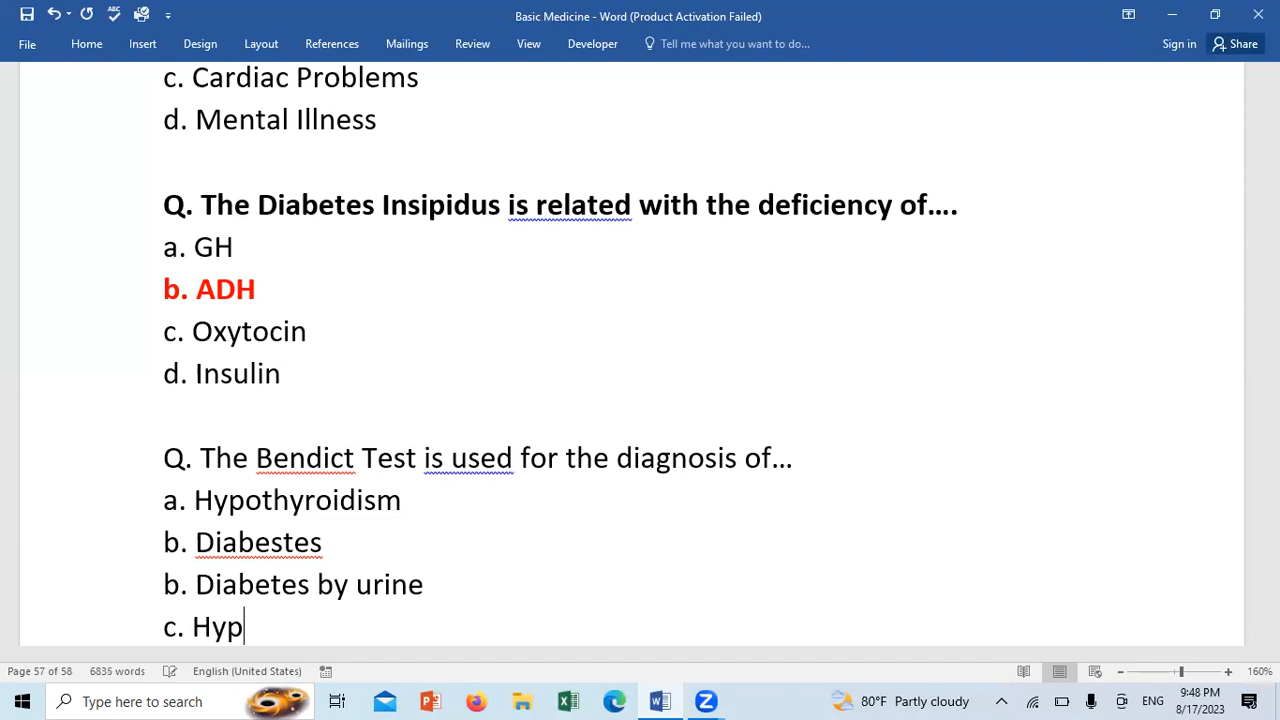 Basic Medicine - Word (Product Activation Failed)
File Home Insert Design Layout References Mailings Review View Developer Tell me what you want to do... Sign in Share
c. Cardiac Problems
d. Mental Illness
Q. The Diabetes Insipidus is related with the deficiency of….
a. GH
b. ADH
c. Oxytocin
d. Insulin
Q. The Bendict Test is used for the diagnosis of…
a. Hypothyroidism
b. Diabestes
b. Diabetes by urine
c. Hyp
Page 57 of 58 6835 words English (United States) 160%
Type here to search 80°F Partly cloudy ENG 9:48 PM
8/17/2023